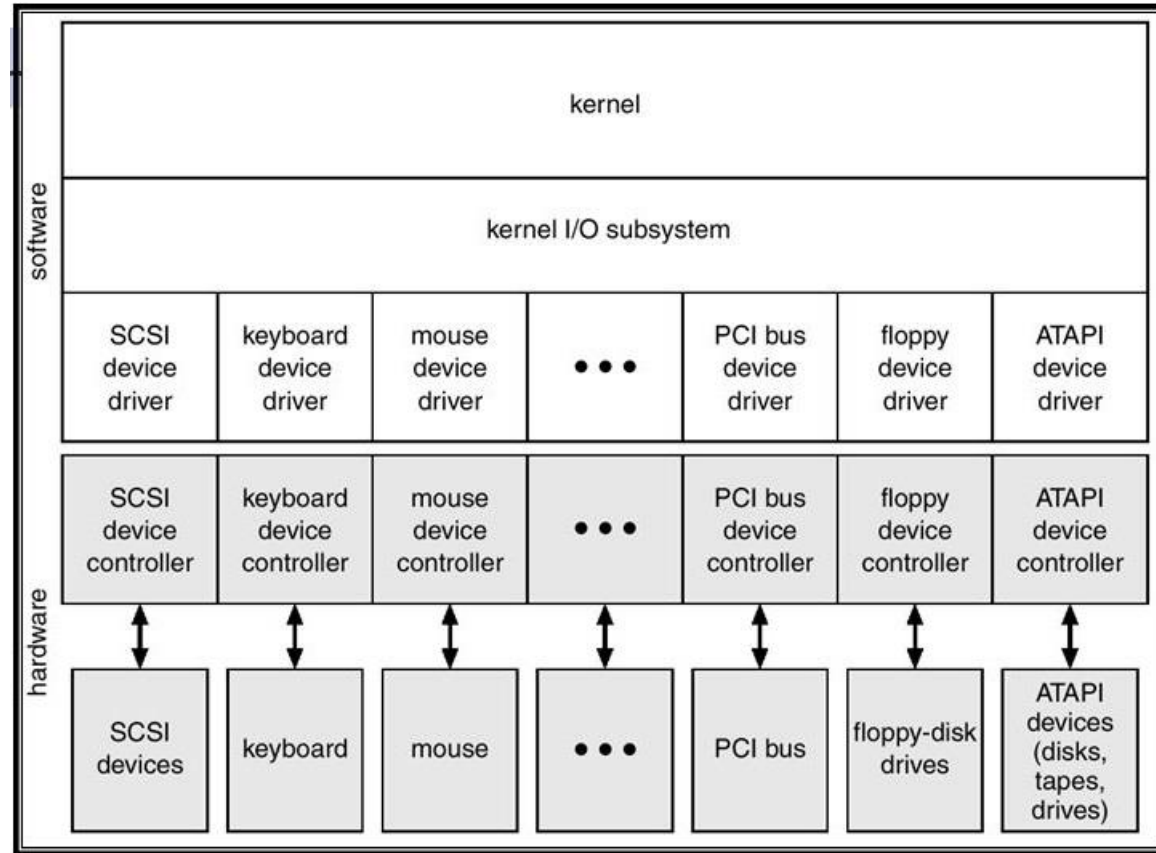 software
kernel
kernel I/O subsystem
SCSI
device
driver
keyboard
device
driver
mouse
device
driver
• • •
PCI bus
device
driver
floppy
device
driver
ATAPI
device
driver
hardware
SCSI
device
controller
keyboard
device
controller
mouse
device
controller
• • •
PCI bus
device
controller
floppy
device
controller
ATAPI
device
controller
SCSI
devices
keyboard
mouse
• • •
PCI bus
floppy-disk
drives
ATAPI
devices
(disks,
tapes,
drives)